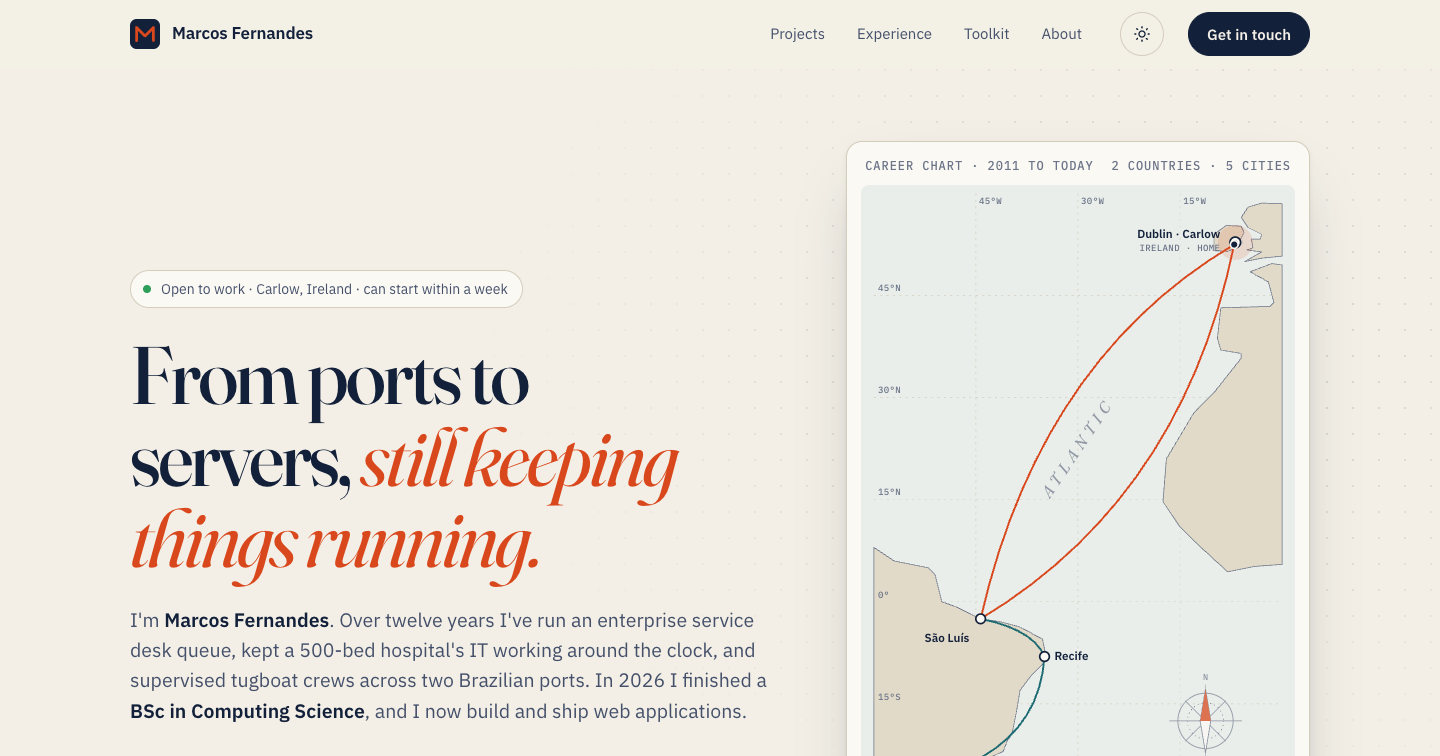 Marcos Fernandes
Projects
Experience
Toolkit
About
Get in touch
Open to work · Carlow, Ireland · can start within a week
From ports to
servers, still keeping
things running.
I'm Marcos Fernandes. Over twelve years I've run an enterprise service
desk queue, kept a 500-bed hospital's IT working around the clock, and
supervised tugboat crews across two Brazilian ports. In 2026 I finished a
BSc in Computing Science, and I now build and ship web applications.
CAREER CHART · 2011 TO TODAY
2 COUNTRIES · 5 CITIES
45°W
30°W
15°W
Dublin · Carlow
IRELAND · HOME
45°N
30°N
ATLANTIC
15°N
0°
São Luís
Recife
N
15°S